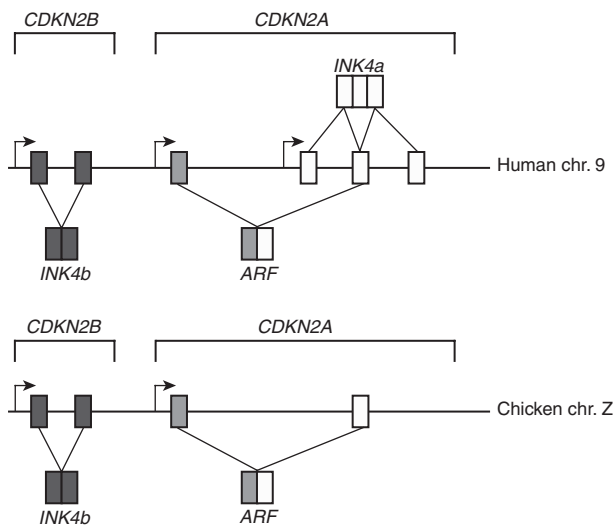 CDKN2B CDKN2A
INK4a
Human chr. 9
INK4b ARF
CDKN2B CDKN2A
Chicken chr. Z
INK4b ARF